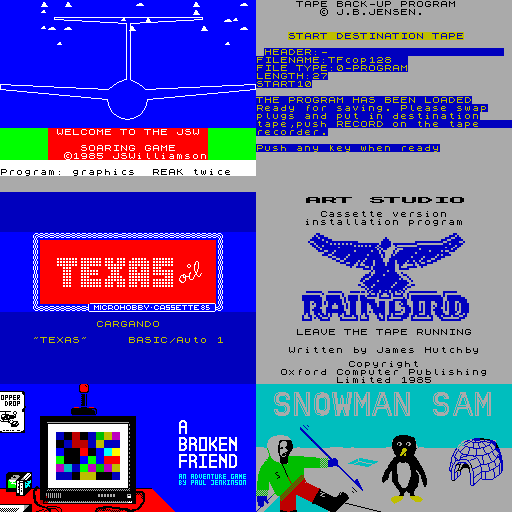 WELCOME TO THE JSW
SOARING GAME
©1985 JSWilliamson
Program: graphics REAK twice
TAPE BACK-UP PROGRAM
© J.B.JENSEN.
START DESTINATION TAPE
HEADER:-
FILENAME:TFcop128
FILE TYPE:0-PROGRAM
LENGTH:27
START10
THE PROGRAM HAS BEEN LOADED
Ready for saving. Please swap
plugs and put in destination
tape,push RECORD on the tape
recorder.
Push any key when ready
TEXAS oil
MICROHOBBY-CASSETTE 85
CARGANDO
"TEXAS" BASIC/Auto 1
ART STUDIO
Cassette version
installation program
RAINBIRD
LEAVE THE TAPE RUNNING
Written by James Hutchby
Copyright
Oxford Computer Publishing
Limited 1985
OPPER
DROP
A
BROKEN
FRIEND
AN ADVENTURE GAME
BY PAUL JENKINSON
SNOWMAN SAM